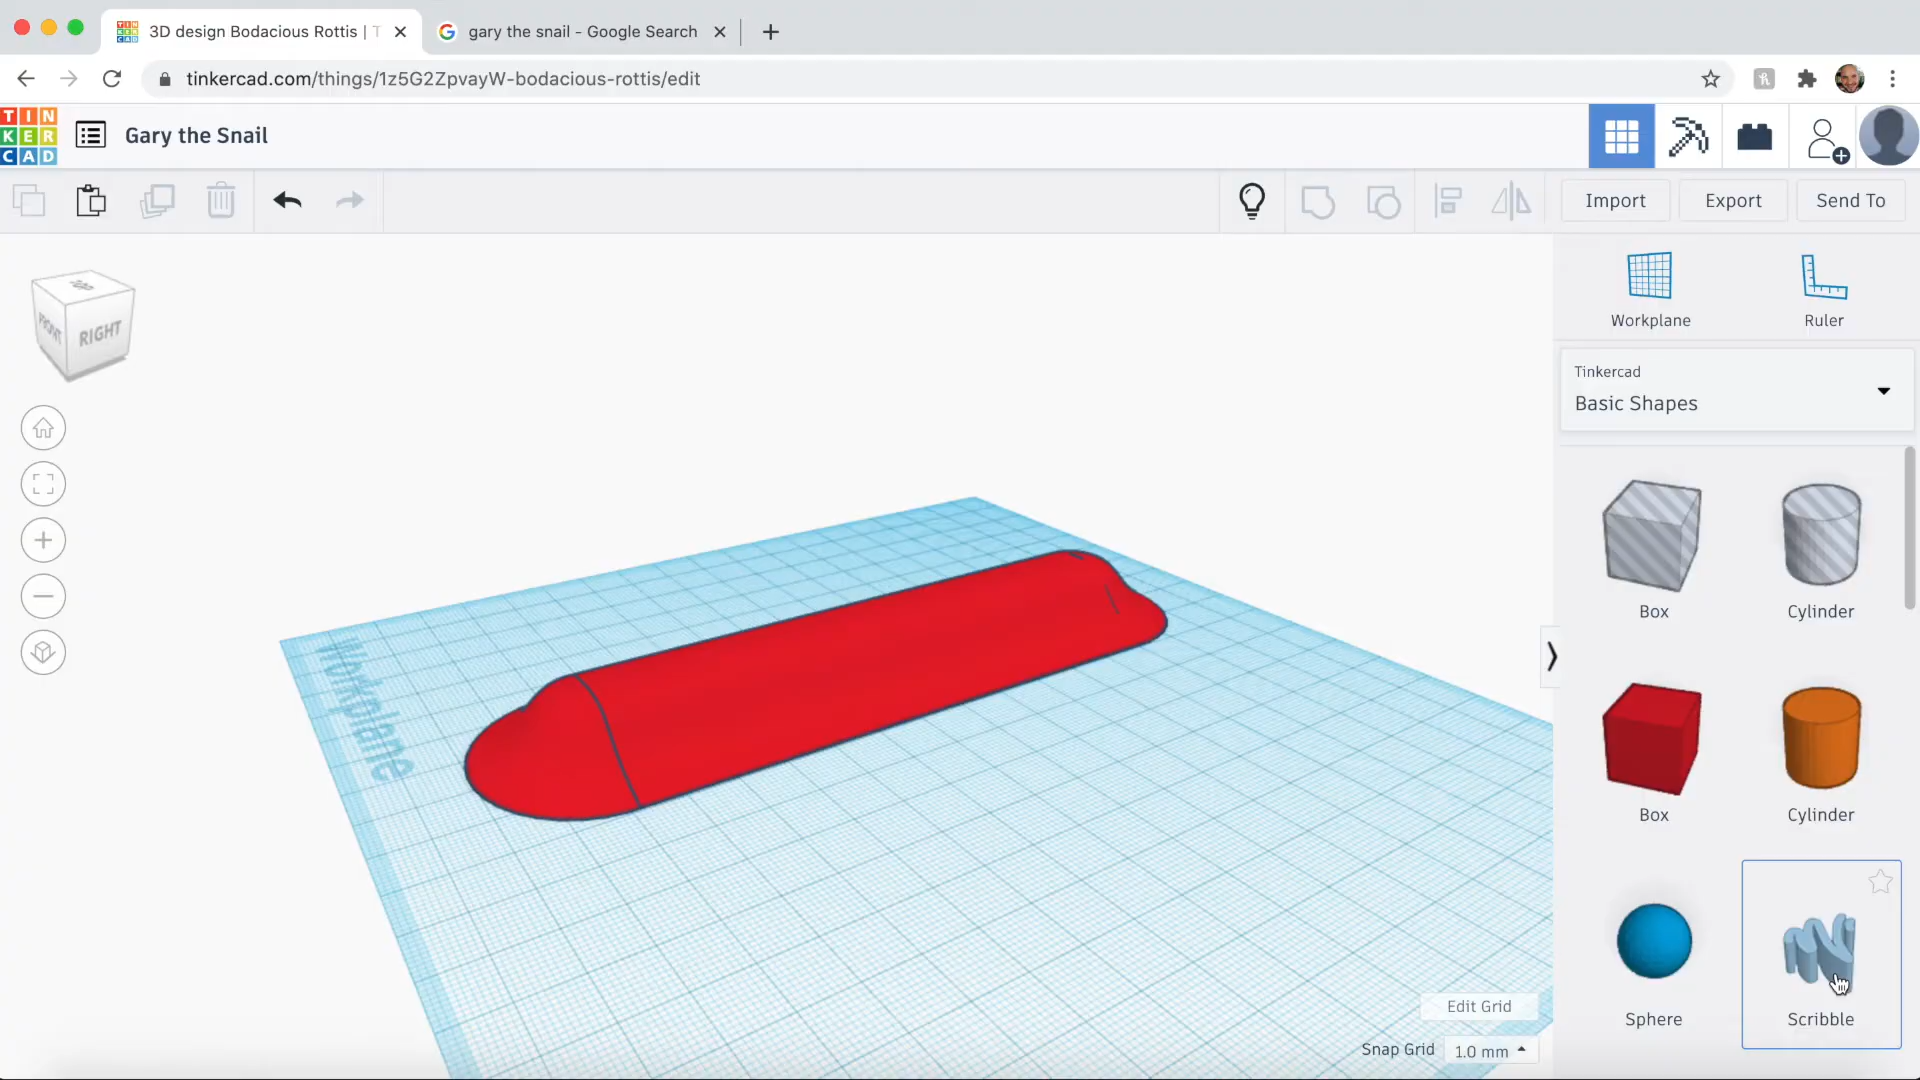 3D design Bodacious Rottis | T
gary the snail - Google Search
tinkercad.com/things/1z5G2ZpvayW-bodacious-rottis/edit
TIN
KER
CAD
Gary the Snail
Import
Export
Send To
TOP
FRONT
RIGHT
Workplane
Ruler
Tinkercad
Basic Shapes
Box
Cylinder
Workplane
Box
Cylinder
Sphere
Scribble
Edit Grid
Snap Grid
1.0 mm